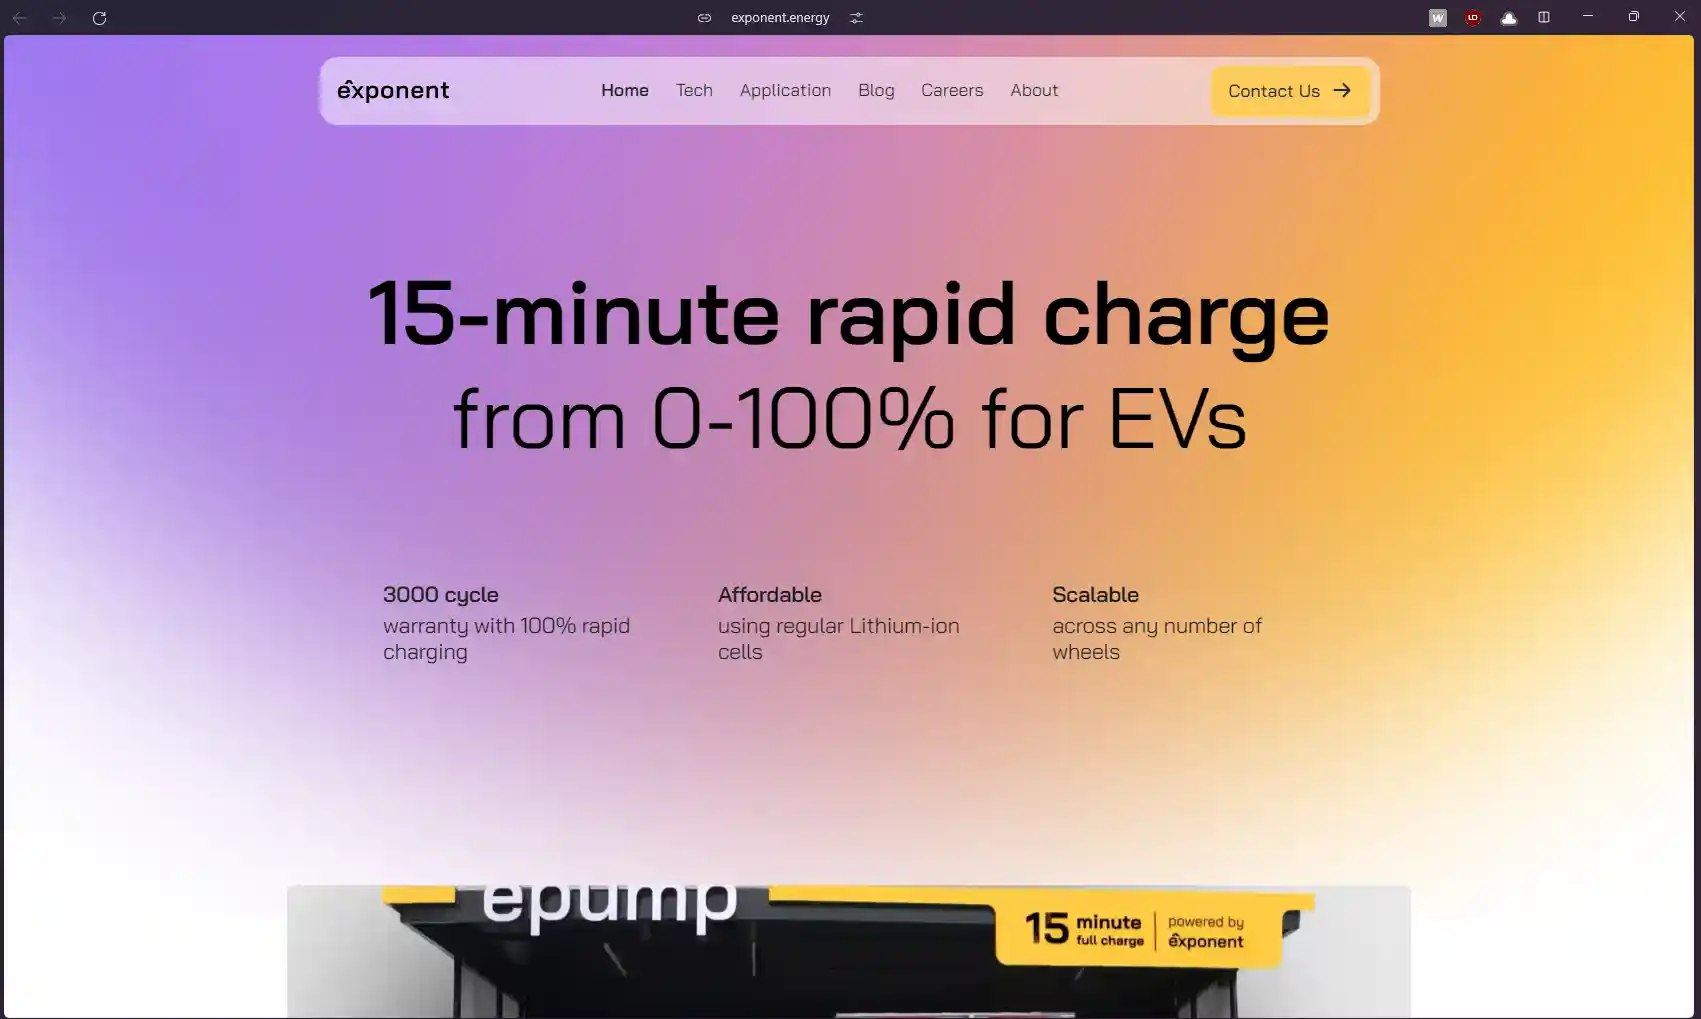 exponent.energy
W
êxponent
Home
Tech
Application
Blog
Careers
About
Contact Us
15-minute rapid charge
from 0-100% for EVs
3000 cycle
warranty with 100% rapid
charging
Affordable
using regular Lithium-ion
cells
Scalable
across any number of
wheels
epump
15 minute
full charge
powered by
êxponent